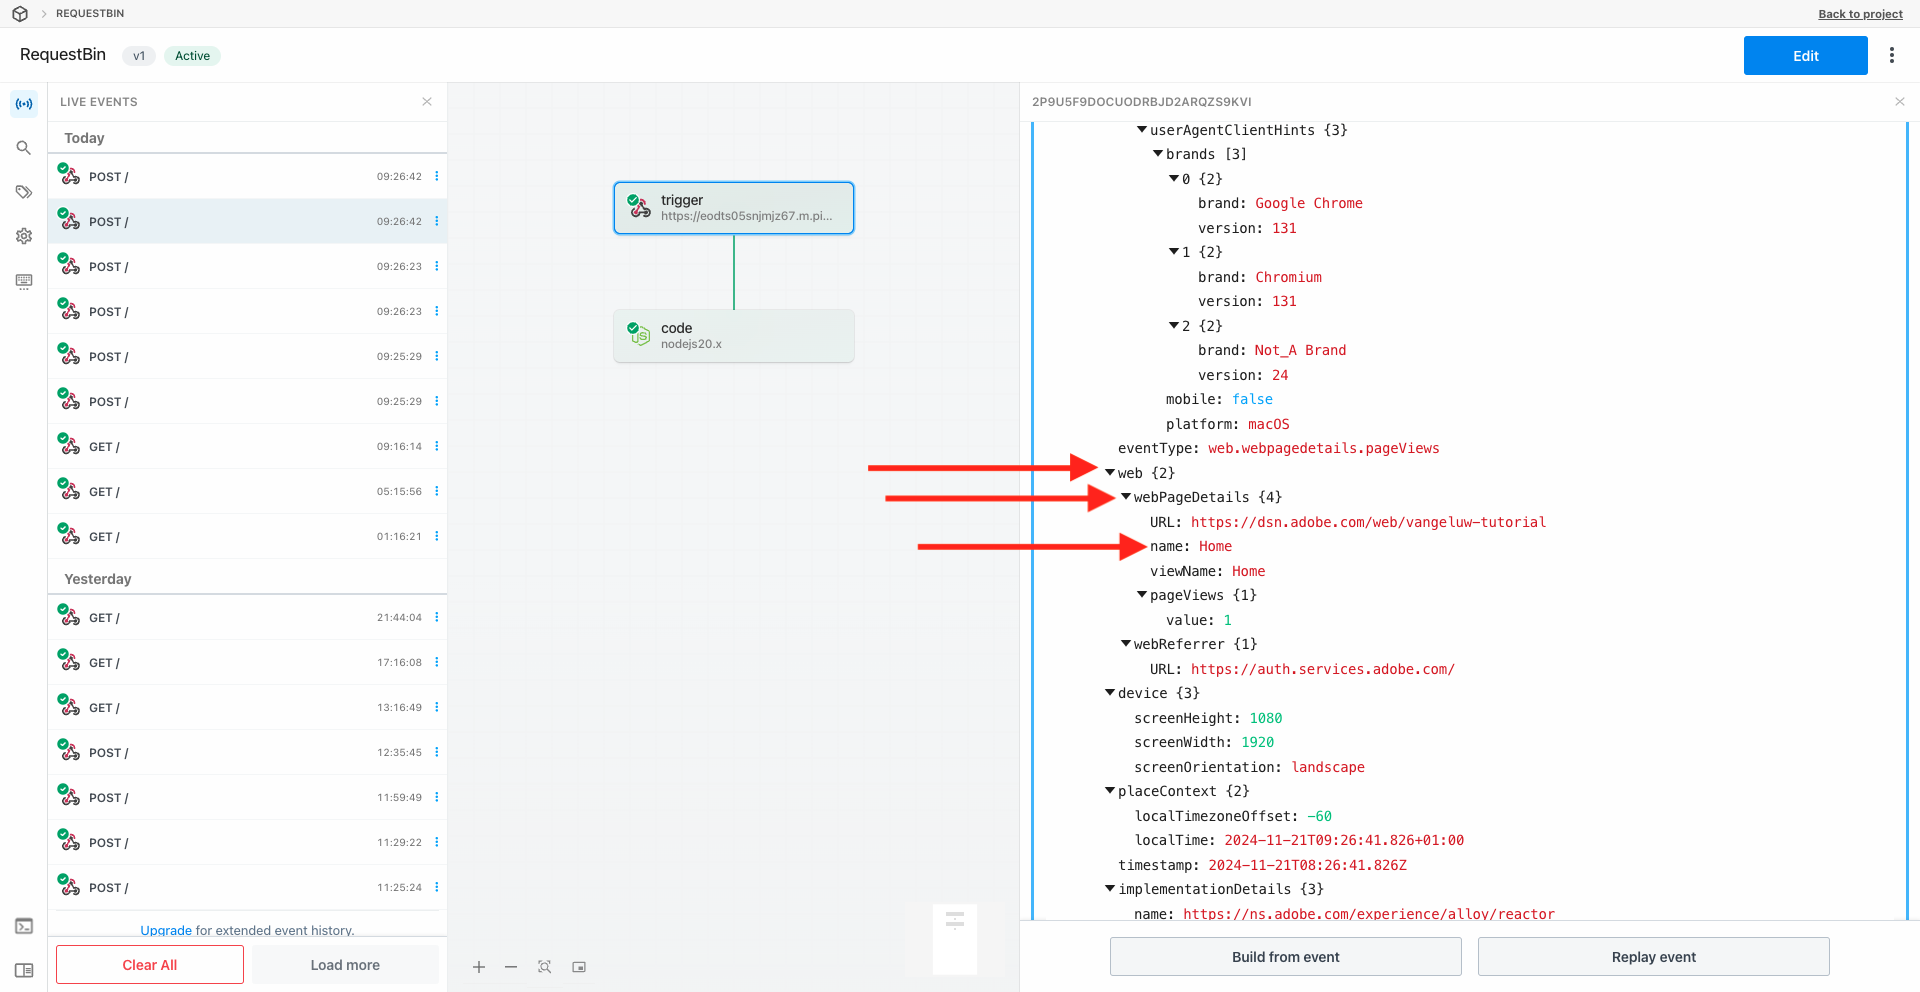 REQUESTBIN
Back to project
RequestBin
v1
Active
Edit
LIVE EVENTS
Today
POST /
09:26:42
POST /
09:26:42
POST /
09:26:23
POST /
09:26:23
POST /
09:25:29
POST /
09:25:29
GET /
09:16:14
GET /
05:15:56
GET /
01:16:21
Yesterday
GET /
21:44:04
GET /
17:16:08
GET /
13:16:49
POST /
12:35:45
POST /
11:59:49
POST /
11:29:22
POST /
11:25:24
Upgrade for extended event history.
Clear All
Load more
trigger
https://eodts05snjmjz67.m.pi...
code
nodejs20.x
2P9U5F9DOCUODRBJD2ARQZS9KVI
userAgentClientHints {3}
brands [3]
0 {2}
brand: Google Chrome
version: 131
1 {2}
brand: Chromium
version: 131
2 {2}
brand: Not_A Brand
version: 24
mobile: false
platform: macOS
eventType: web.webpagedetails.pageViews
web {2}
webPageDetails {4}
URL: https://dsn.adobe.com/web/vangeluw-tutorial
name: Home
viewName: Home
pageViews {1}
value: 1
webReferrer {1}
URL: https://auth.services.adobe.com/
device {3}
screenHeight: 1080
screenWidth: 1920
screenOrientation: landscape
placeContext {2}
localTimezoneOffset: -60
localTime: 2024-11-21T09:26:41.826+01:00
timestamp: 2024-11-21T08:26:41.826Z
implementationDetails {3}
name: https://ns.adobe.com/experience/alloy/reactor
Build from event
Replay event